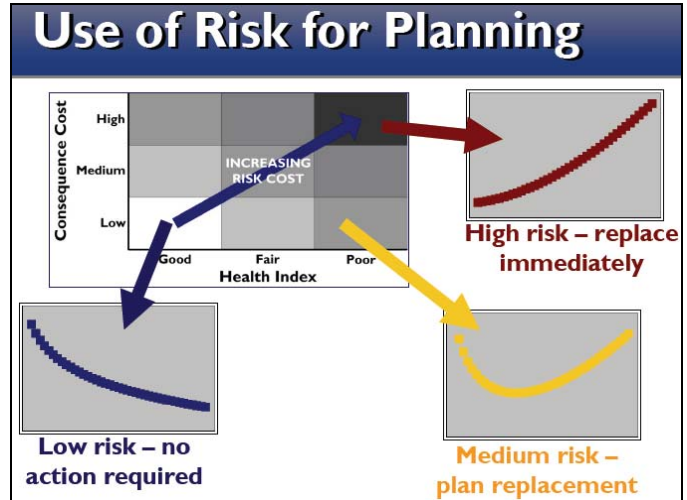 Use of Risk for Planning
Consequence Cost
High
Medium
Low
INCREASING
RISK COST
Good
Fair
Poor
Health Index
High risk – replace
immediately
Low risk – no
action required
Medium risk –
plan replacement